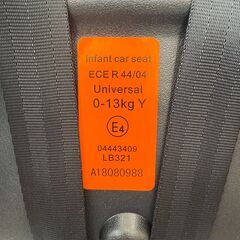 Infant car seat
ECE R 44/04
Universal
0-13kg Y
E4
04443409
LB321
A18080988